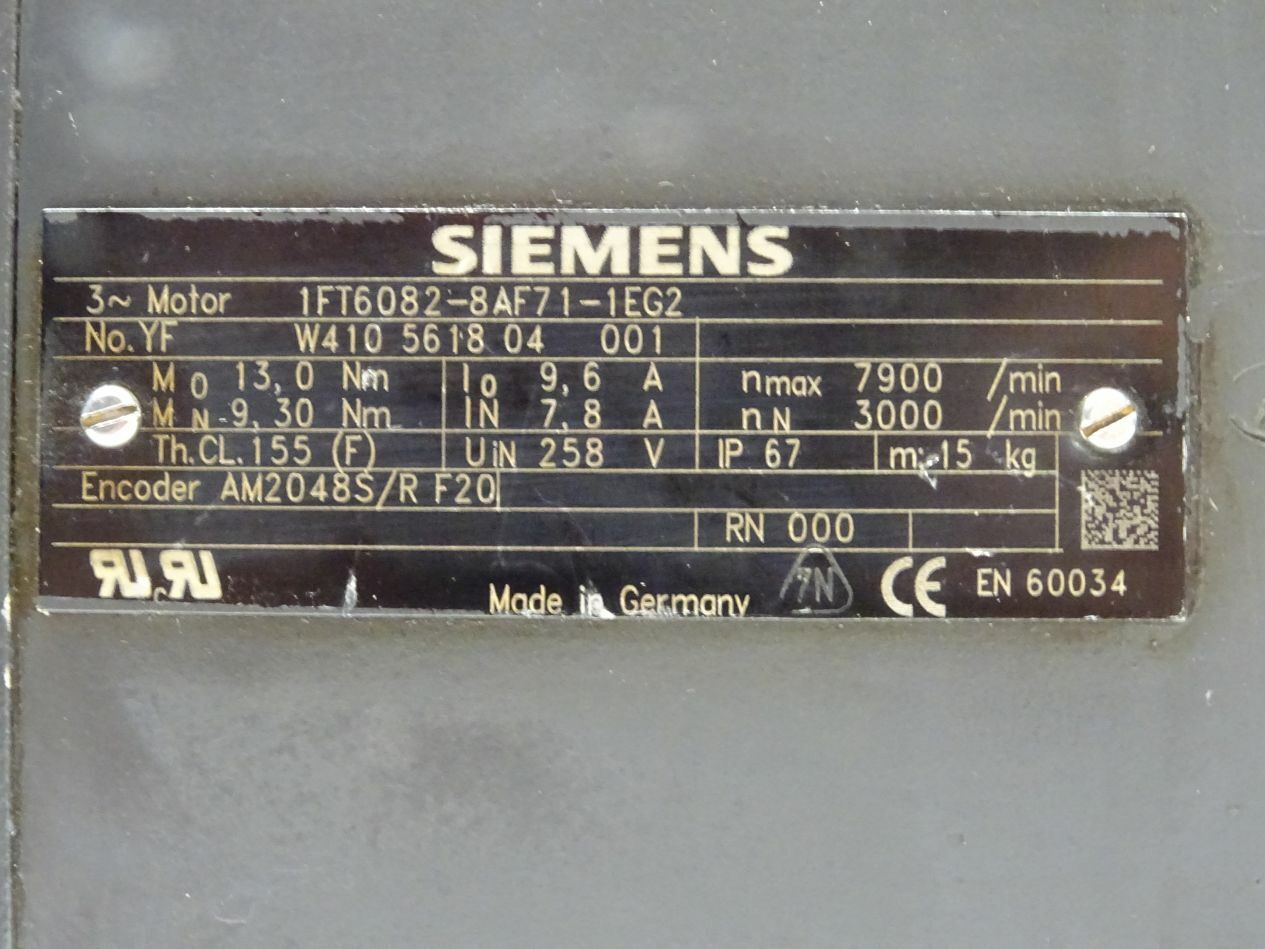 SIEMENS
3~ Motor 1FT6082-8AF71-1EG2
No. YF W410 5618 04 001
M0 13,0 Nm I0 9,6 A nmax 7900 /min
MN 9,30 Nm IN 7,8 A nN 3000 /min
Th.CL.155 (F) UiN 258 V IP 67 m: 15 kg
Encoder AM2048S/R F20
RN 000
Made in Germany 7N CE EN 60034